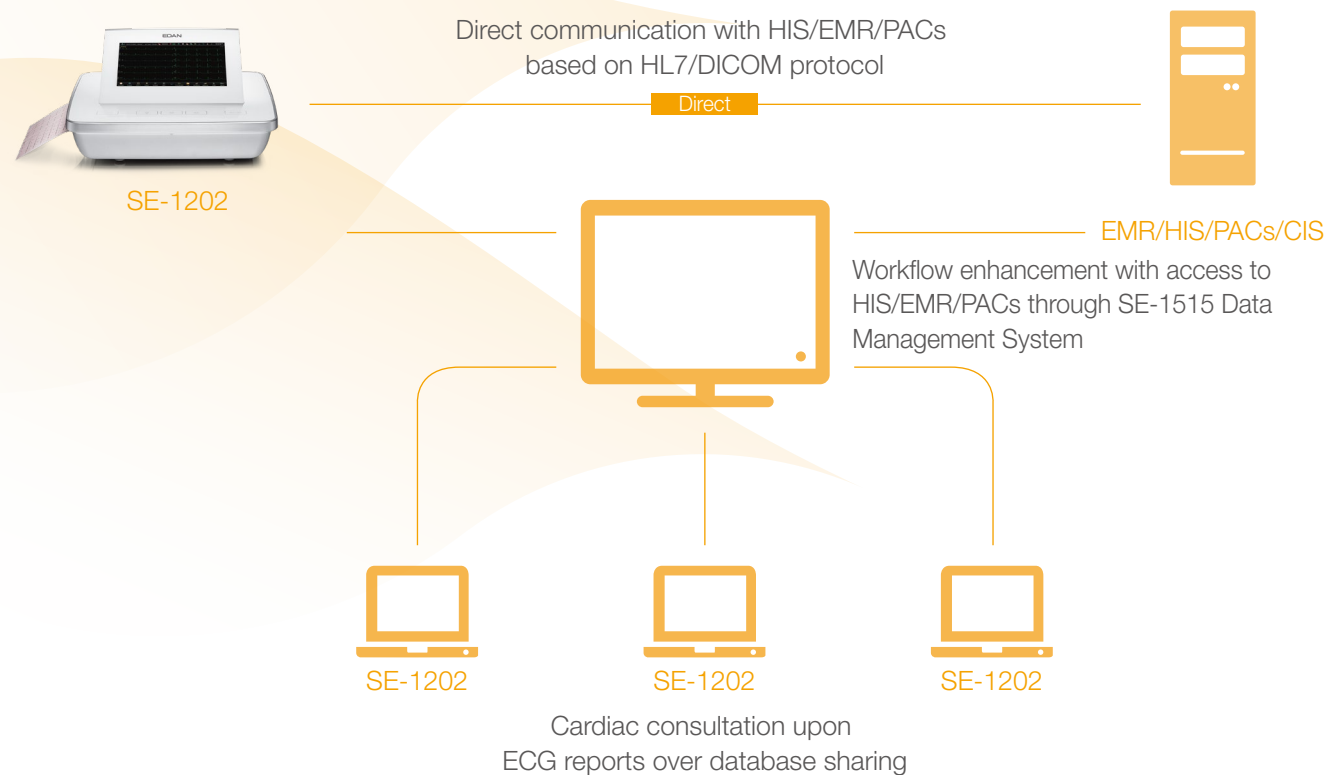 EDAN
Direct communication with HIS/EMR/PACs
based on HL7/DICOM protocol
Direct
SE-1202
EMR/HIS/PACs/CIS
Workflow enhancement with access to
HIS/EMR/PACs through SE-1515 Data
Management System
SE-1202
SE-1202
SE-1202
Cardiac consultation upon
ECG reports over database sharing